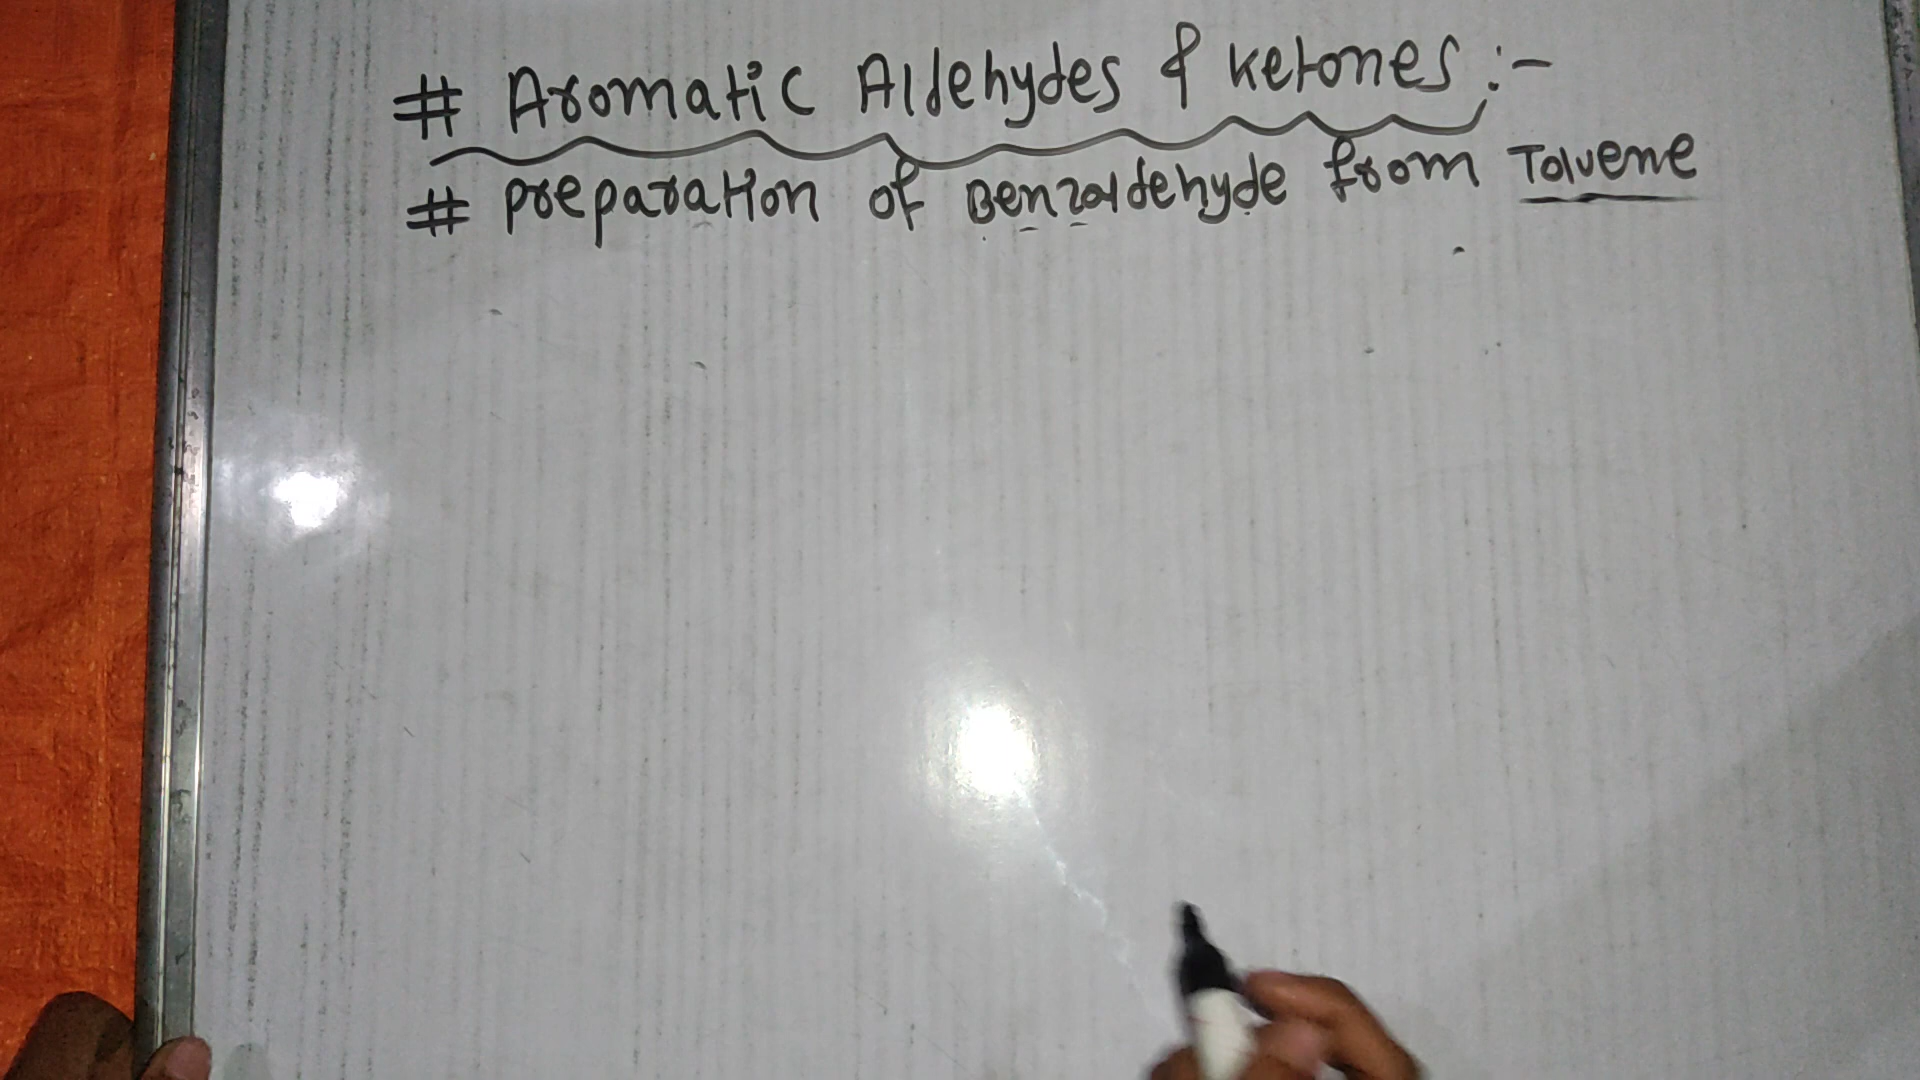 # Aromatic Aldehydes & ketones :-
# preparation of Benzaldehyde from Toluene